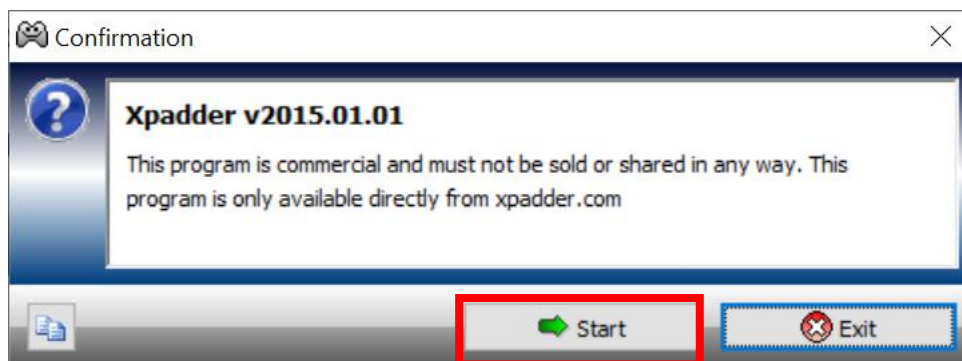 Confirmation
Xpadder v2015.01.01
This program is commercial and must not be sold or shared in any way. This
program is only available directly from xpadder.com
Start
Exit